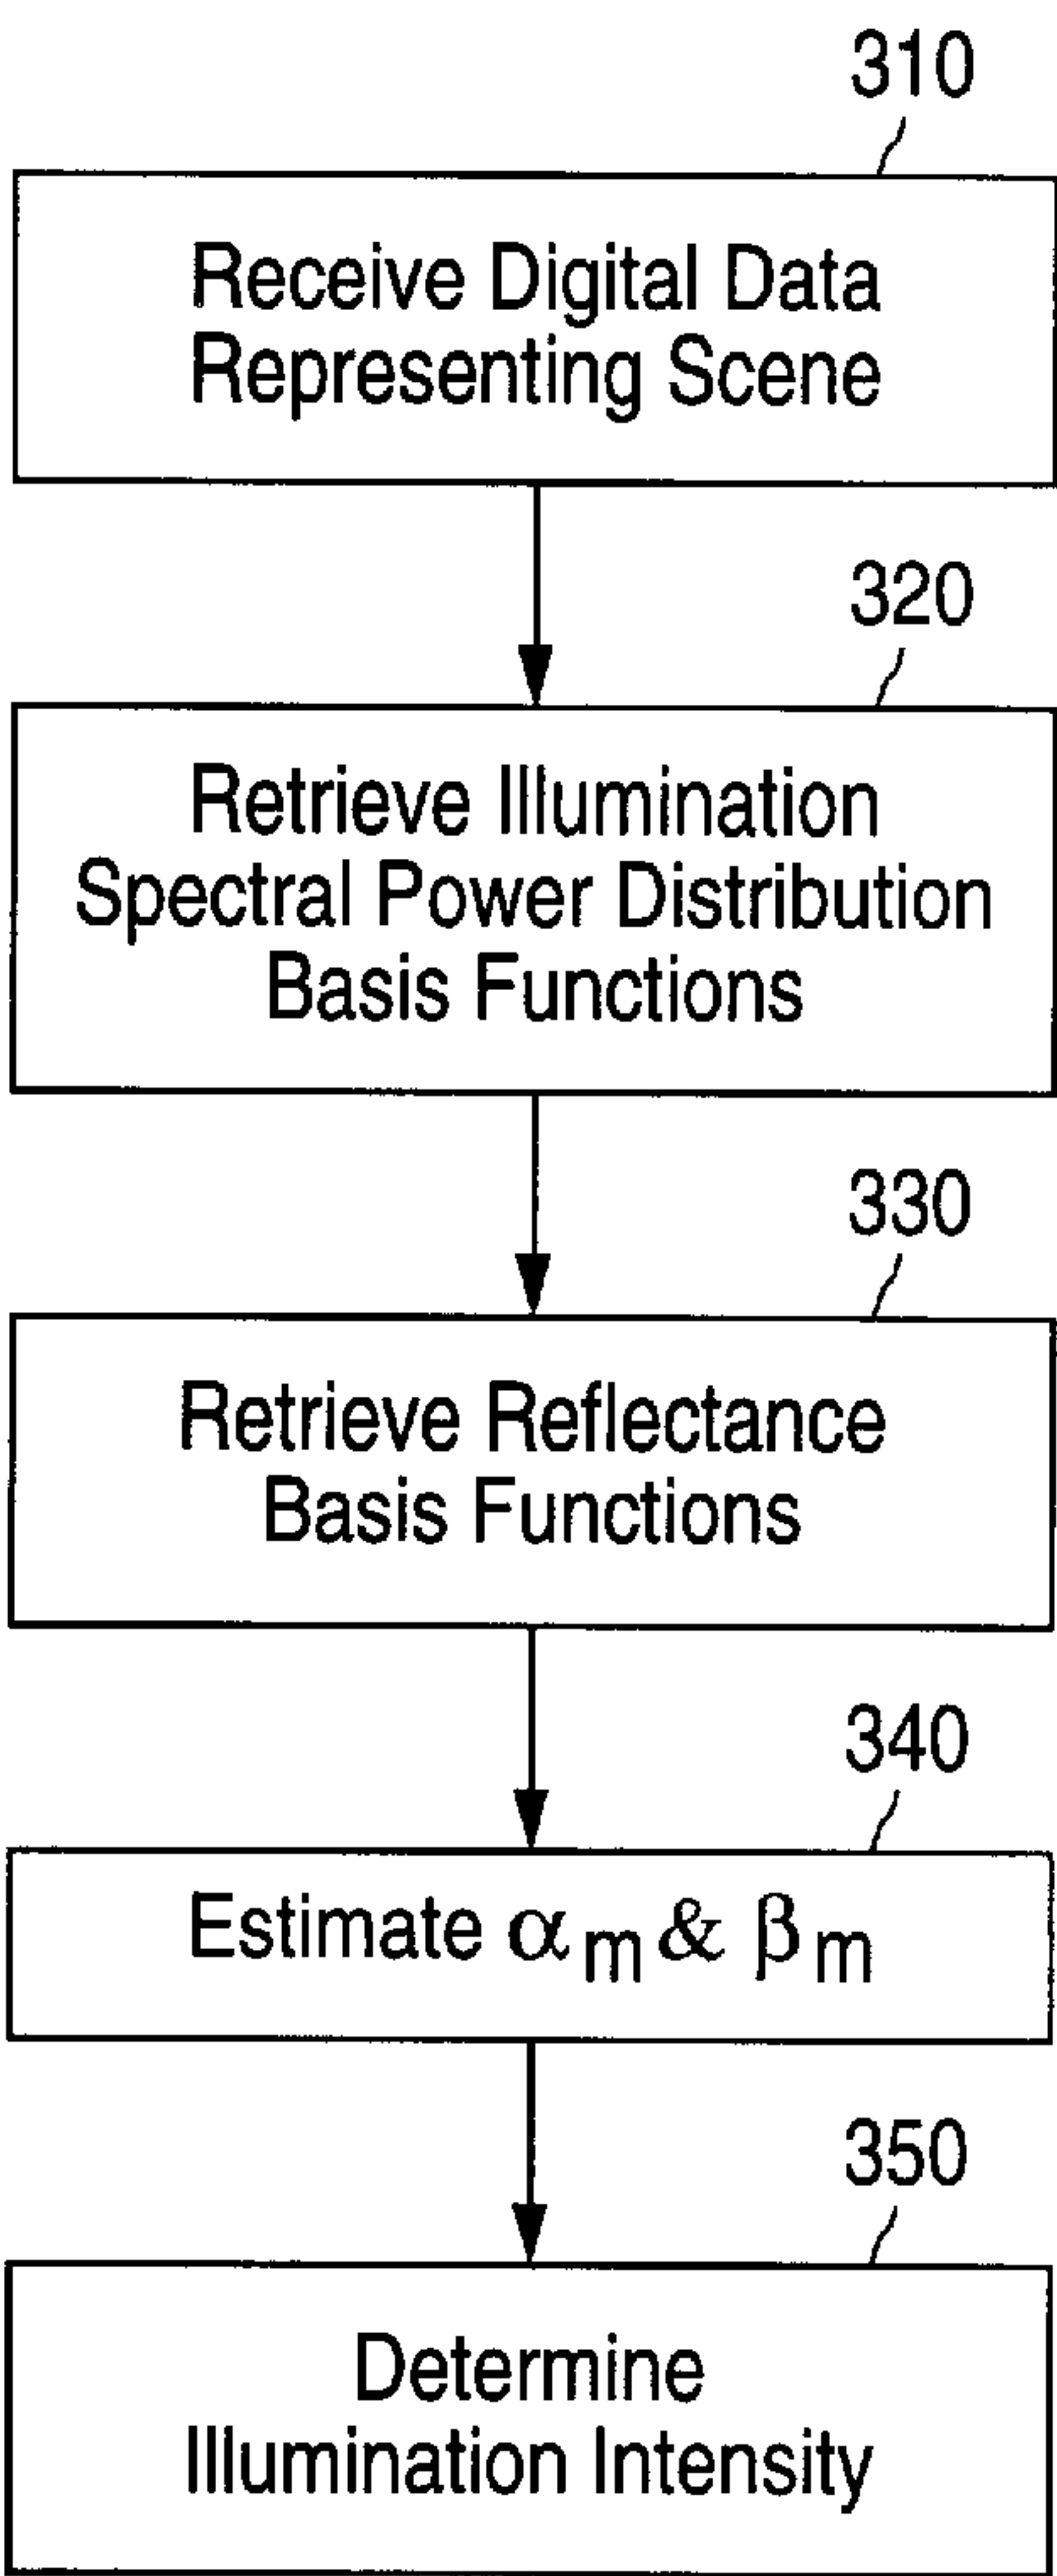 310
Receive Digital Data
Representing Scene
320
Retrieve Illumination
Spectral Power Distribution
Basis Functions
330
Retrieve Reflectance
Basis Functions
340
Estimate αm & βm
350
Determine
Illumination Intensity